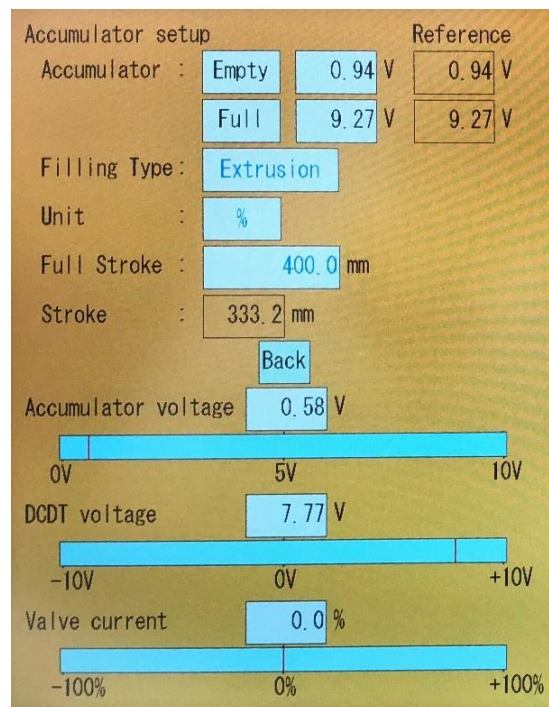 Accumulator setup Reference
Accumulator : Empty 0.94 V 0.94 V
Full 9.27 V 9.27 V
Filling Type: Extrusion
Unit : %
Full Stroke : 400.0 mm
Stroke : 333.2 mm
Back
Accumulator voltage 0.58 V
0V 5V 10V
DCDT voltage 7.77 V
-10V 0V +10V
Valve current 0.0 %
-100% 0% +100%